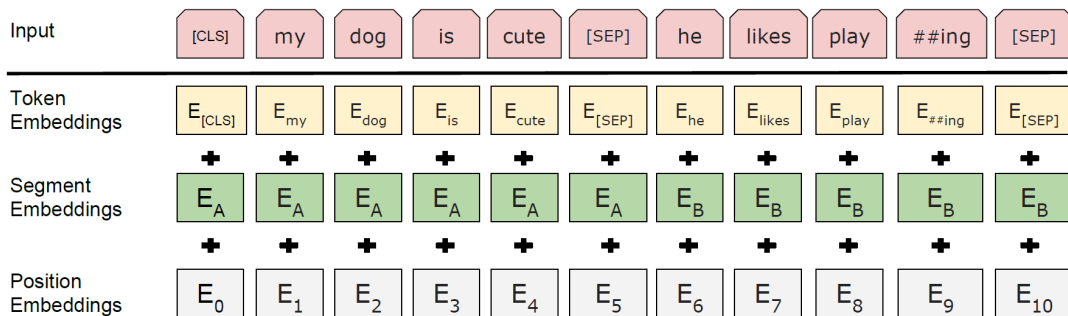 Input [CLS] my dog is cute [SEP] he likes play ##ing [SEP]
Token Embeddings E[CLS] Emy Edog Eis Ecute E[SEP] Ehe Elikes Eplay E##ing E[SEP]
+ + + + + + + + + + +
Segment Embeddings EA EA EA EA EA EA EB EB EB EB EB
+ + + + + + + + + + +
Position Embeddings E0 E1 E2 E3 E4 E5 E6 E7 E8 E9 E10